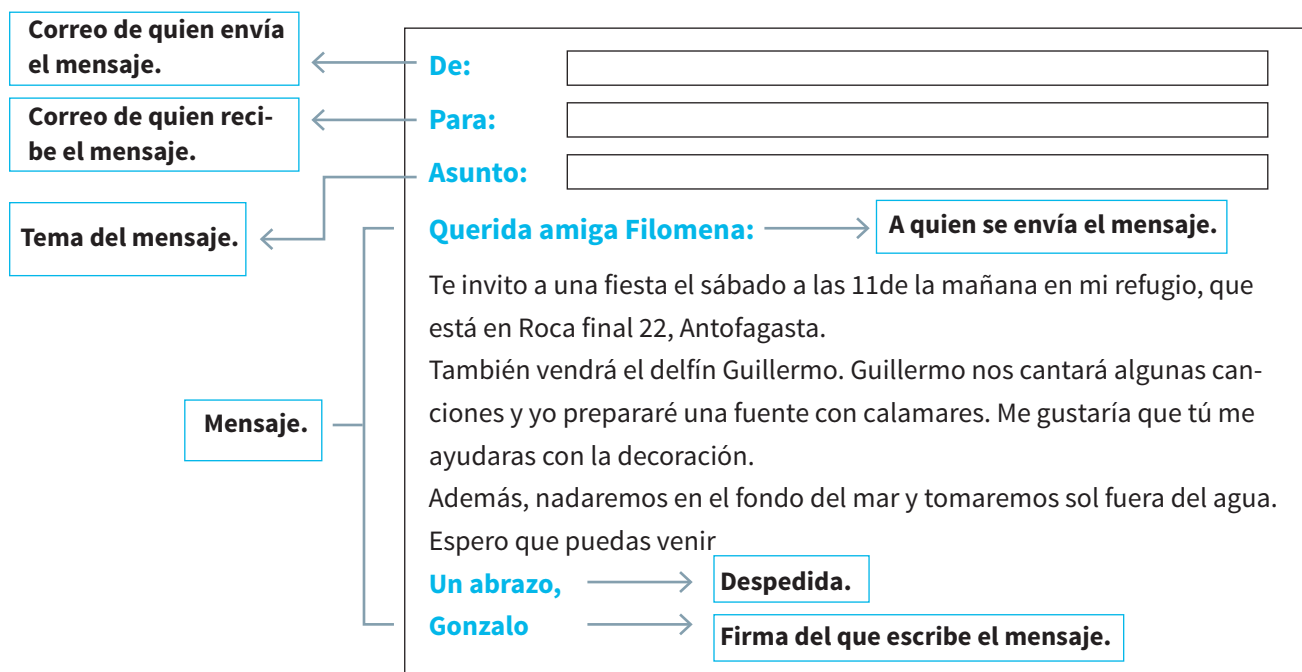 Correo de quien envía
el mensaje.
De:
Correo de quien reci-
be el mensaje.
Para:
Asunto:
Tema del mensaje.
Querida amiga Filomena:
A quien se envía el mensaje.
Te invito a una fiesta el sábado a las 11de la mañana en mi refugio, que
está en Roca final 22, Antofagasta.
También vendrá el delfín Guillermo. Guillermo nos cantará algunas can-
ciones y yo prepararé una fuente con calamares. Me gustaría que tú me
ayudaras con la decoración.
Además, nadaremos en el fondo del mar y tomaremos sol fuera del agua.
Espero que puedas venir
Mensaje.
Un abrazo,
Despedida.
Gonzalo
Firma del que escribe el mensaje.